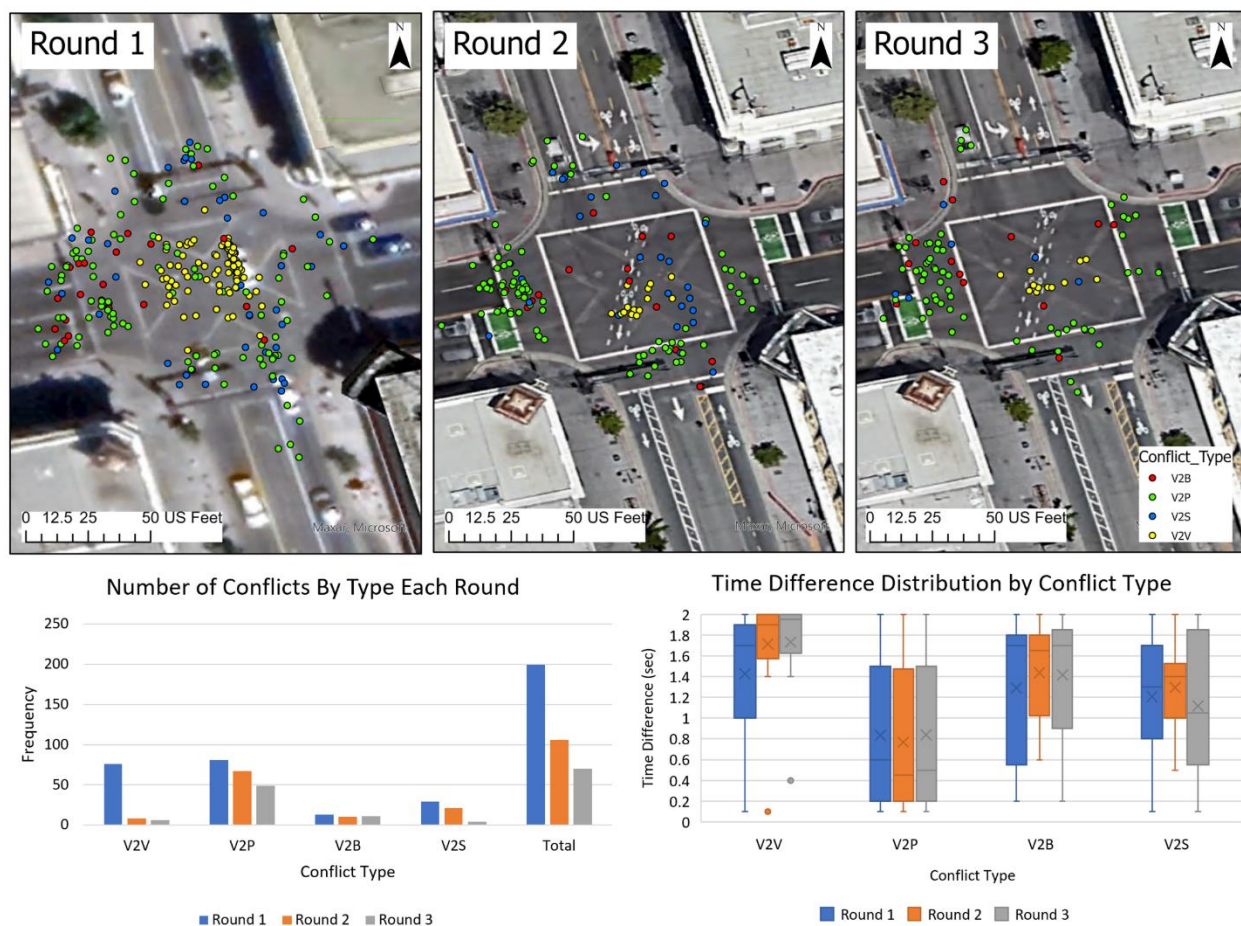 Round 1
N
Round 2
N
Round 3
N
0 12.5 25 50 US Feet
Maxar, Microsoft
0 12.5 25 50 US Feet
Maxar, Microsoft
Conflict_Type
V2B
V2P
V2S
V2V
0 12.5 25 50 US Feet
Number of Conflicts By Type Each Round
Frequency
250
200
150
100
50
0
V2V V2P V2B V2S Total
Conflict Type
Round 1 Round 2 Round 3
Time Difference Distribution by Conflict Type
Time Difference (sec)
2
1.8
1.6
1.4
1.2
1
0.8
0.6
0.4
0.2
0
V2V V2P V2B V2S
Conflict Type
Round 1 Round 2 Round 3